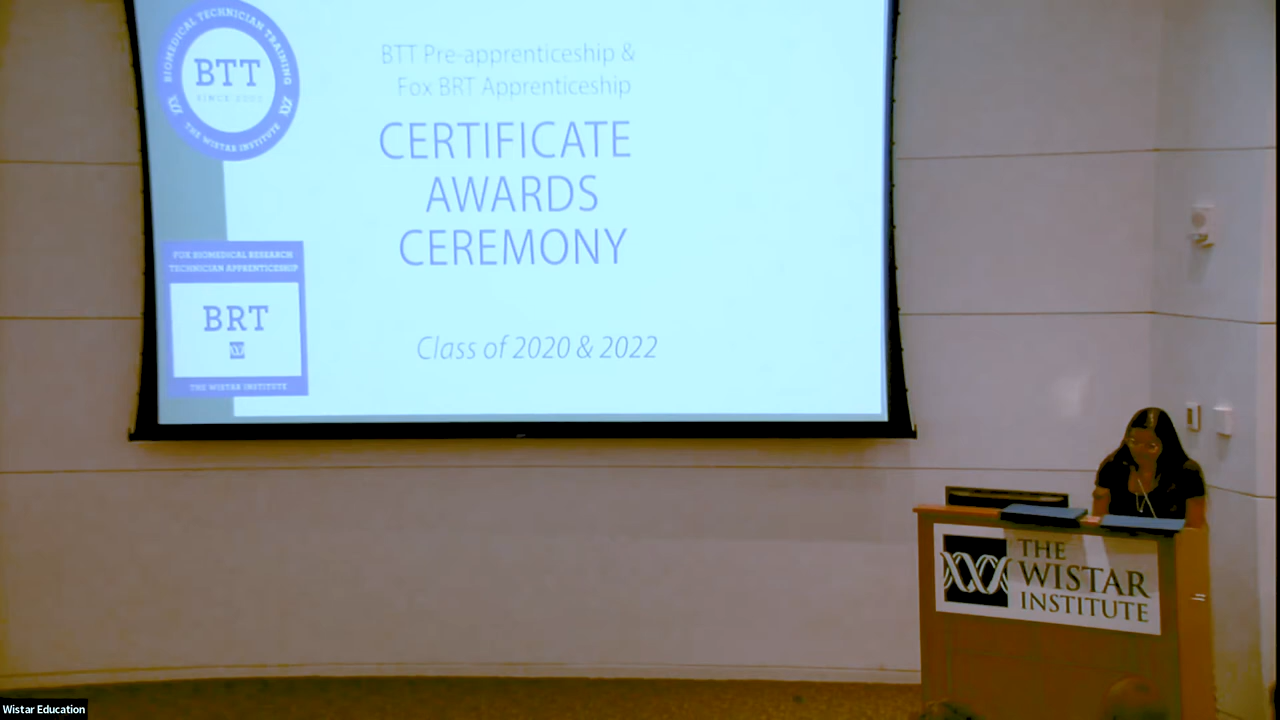 BIOMEDICAL TECHNICIAN TRAINING
BTT
SINCE
THE WISTAR INSTITUTE
BTT Pre-apprenticeship &
Fox BRT Apprenticeship
CERTIFICATE
AWARDS
CEREMONY
FOX BIOMEDICAL RESEARCH
TECHNICIAN APPRENTICESHIP
BRT
THE WISTAR INSTITUTE
Class of 2020 & 2022
THE
WISTAR
INSTITUTE
Wistar Education